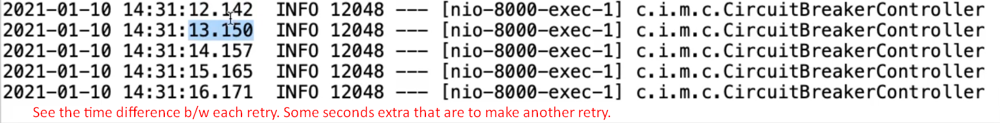 2021-01-10 14:31:12.142 INFO 12048 --- [nio-8000-exec-1] c.i.m.c.CircuitBreakerController
2021-01-10 14:31:13.150 INFO 12048 --- [nio-8000-exec-1] c.i.m.c.CircuitBreakerController
2021-01-10 14:31:14.157 INFO 12048 --- [nio-8000-exec-1] c.i.m.c.CircuitBreakerController
2021-01-10 14:31:15.165 INFO 12048 --- [nio-8000-exec-1] c.i.m.c.CircuitBreakerController
2021-01-10 14:31:16.171 INFO 12048 --- [nio-8000-exec-1] c.i.m.c.CircuitBreakerController
See the time difference b/w each retry. Some seconds extra that are to make another retry.